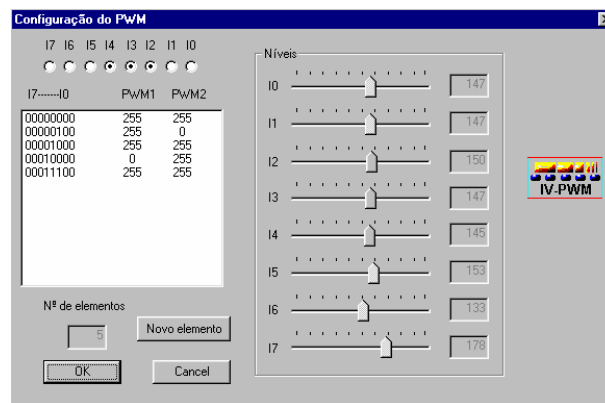 Configuração do PWM
I7 I6 I5 I4 I3 I2 I1 I0
I7-------I0 PWM1 PWM2
00000000 255 255
00000100 255 0
00001000 255 255
00010000 0 255
00011100 255 255
Nº de elementos
5
Novo elemento
OK
Cancel
Níveis
I0 147
I1 147
I2 150
I3 147
I4 145
I5 153
I6 133
I7 178
IV-PWM